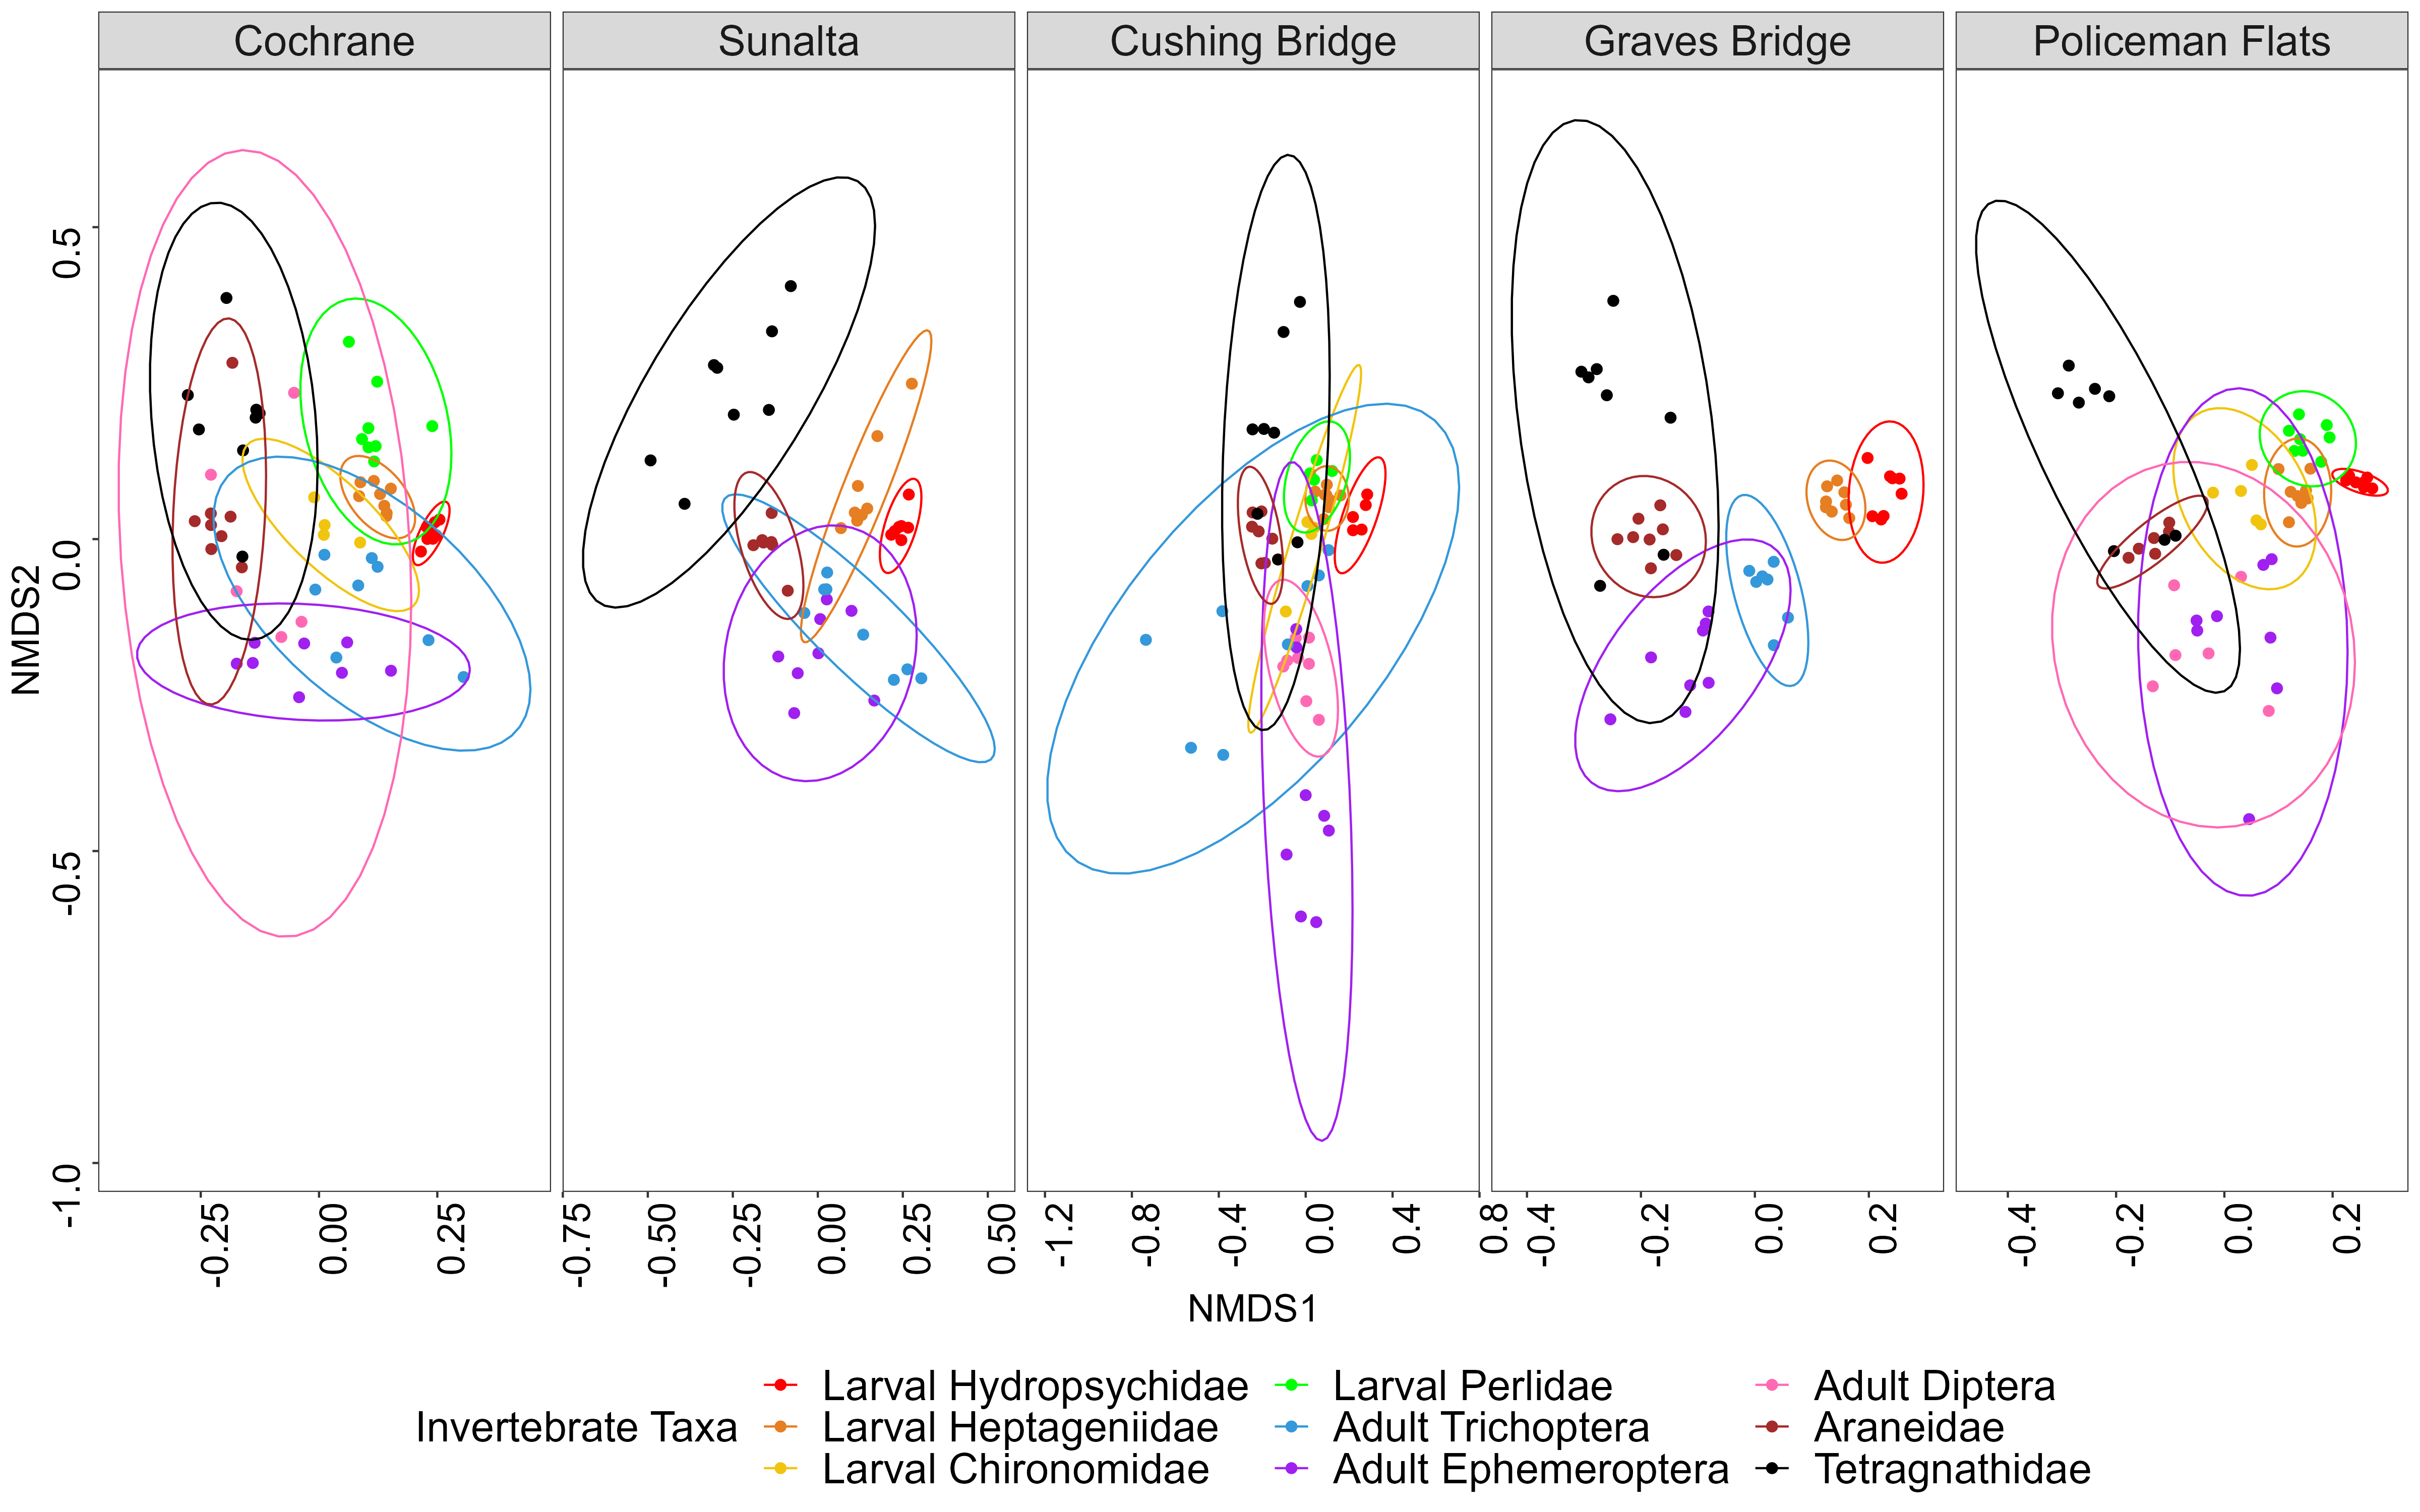 Cochrane
Sunalta
Cushing Bridge
Graves Bridge
Policeman Flats
NMDS2
0.5
0.0
-0.5
-1.0
-0.25 0.00 0.25
-0.75 -0.50 -0.25 0.00 0.25 0.50
-1.2 -0.8 -0.4 0.0 0.4 0.8
-0.4 -0.2 0.0 0.2
-0.4 -0.2 0.0 0.2
NMDS1
Invertebrate Taxa
Larval Hydropsychidae
Larval Heptageniidae
Larval Chironomidae
Larval Perlidae
Adult Trichoptera
Adult Ephemeroptera
Adult Diptera
Araneidae
Tetragnathidae